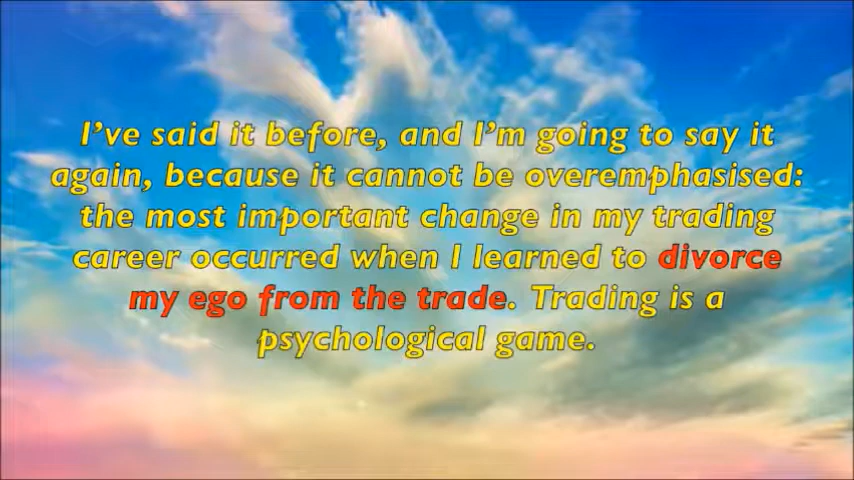 I've said it before, and I'm going to say it
again, because it cannot be overemphasised:
the most important change in my trading
career occurred when I learned to divorce
my ego from the trade. Trading is a
psychological game.